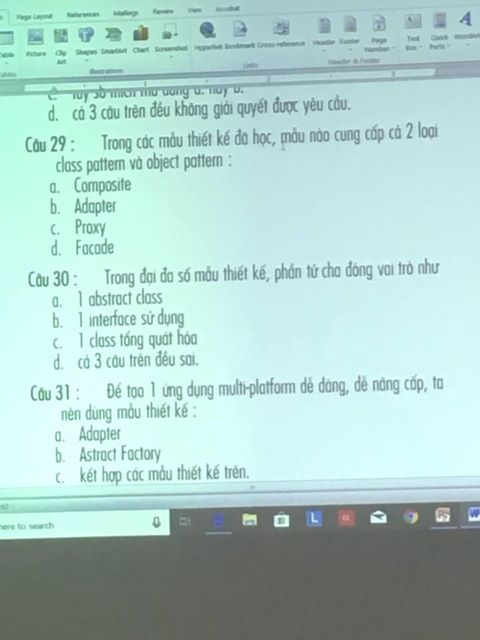 Page Layout References Mailings Review View Acrobat
Table Picture Clip Art Shapes SmartArt Chart Screenshot Hyperlink Bookmark Cross-reference Header Footer Page Number Text Box Quick Parts WordArt
Tables Illustrations Links Header & Footer
d. cả 3 câu trên đều không giải quyết được yêu cầu.
Câu 29 : Trong các mẫu thiết kế đã học, mẫu nào cung cấp cả 2 loại
class pattern và object pattern :
a. Composite
b. Adapter
c. Proxy
d. Facade
Câu 30 : Trong đại đa số mẫu thiết kế, phần tử cha đóng vai trò như
a. 1 abstract class
b. 1 interface sử dụng
c. 1 class tổng quát hóa
d. cả 3 câu trên đều sai.
Câu 31 : Để tạo 1 ứng dụng multi-platform dễ dàng, dễ nâng cấp, ta
nên dùng mẫu thiết kế :
a. Adapter
b. Astract Factory
c. kết hợp các mẫu thiết kế trên.
here to search